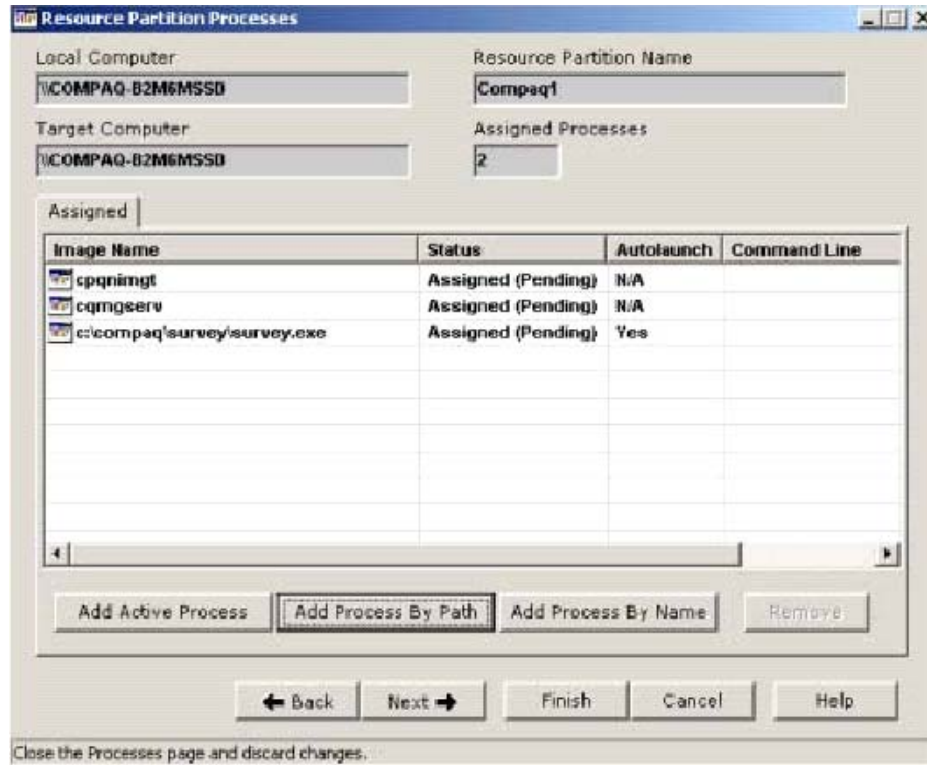 Resource Partition Processes
Local Computer
Resource Partition Name
\\COMPAQ-B2M6MSSD
Compaq1
Target Computer
Assigned Processes
\\COMPAQ-B2M6MSSD
2
Assigned
Image Name Status Autolaunch Command Line
cpqnimgt Assigned (Pending) N/A
cqmgserv Assigned (Pending) N/A
c:\compaq\survey\survey.exe Assigned (Pending) Yes
Add Active Process Add Process By Path Add Process By Name Remove
Back Next Finish Cancel Help
Close the Processes page and discard changes.